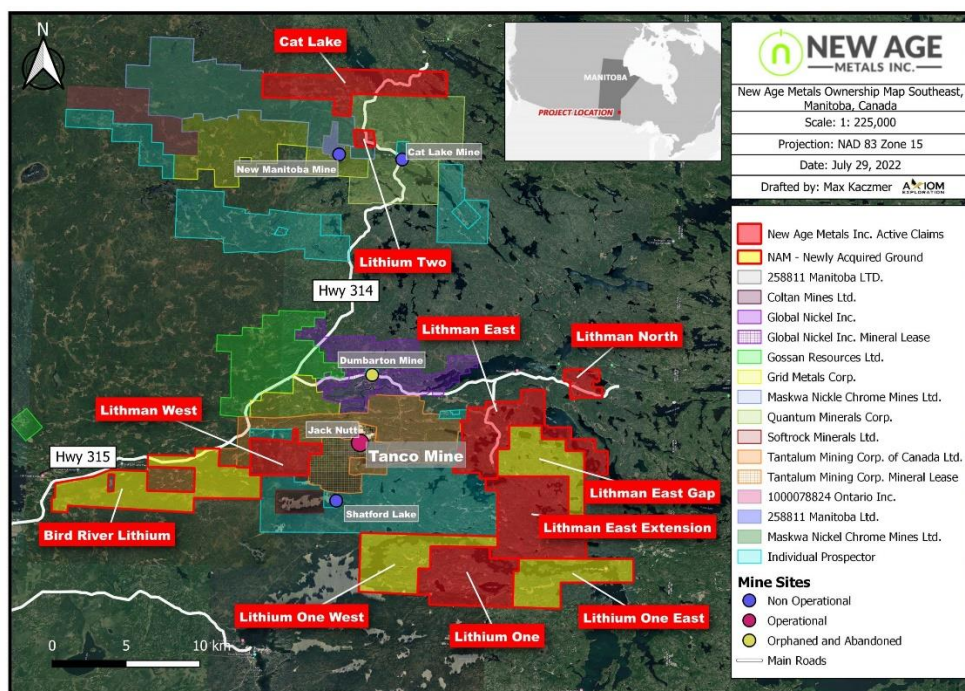 N
Cat Lake
New Manitoba Mine
Cat Lake Mine
Lithium Two
Hwy 314
Lithman East
Lithman North
Dumbarton Mine
Lithman West
Jack Nutt
Tanco Mine
Hwy 315
Lithman East Gap
Bird River Lithium
Shatford Lake
Lithman East Extension
Lithium One West
Lithium One
Lithium One East
0 5 10 km
MANITOBA
PROJECT LOCATION
NEW AGE
METALS INC.
New Age Metals Ownership Map Southeast,
Manitoba, Canada
Scale: 1: 225,000
Projection: NAD 83 Zone 15
Date: July 29, 2022
Drafted by: Max Kaczmer AXIOM
EXPLORATION
New Age Metals Inc. Active Claims
NAM - Newly Acquired Ground
258811 Manitoba LTD.
Coltan Mines Ltd.
Global Nickel Inc.
Global Nickel Inc. Mineral Lease
Gossan Resources Ltd.
Grid Metals Corp.
Maskwa Nickle Chrome Mines Ltd.
Quantum Minerals Corp.
Softrock Minerals Ltd.
Tantalum Mining Corp. of Canada Ltd.
Tantalum Mining Corp. Mineral Lease
1000078824 Ontario Inc.
258811 Manitoba Ltd.
Maskwa Nickel Chrome Mines Ltd.
Individual Prospector
Mine Sites
Non Operational
Operational
Orphaned and Abandoned
Main Roads